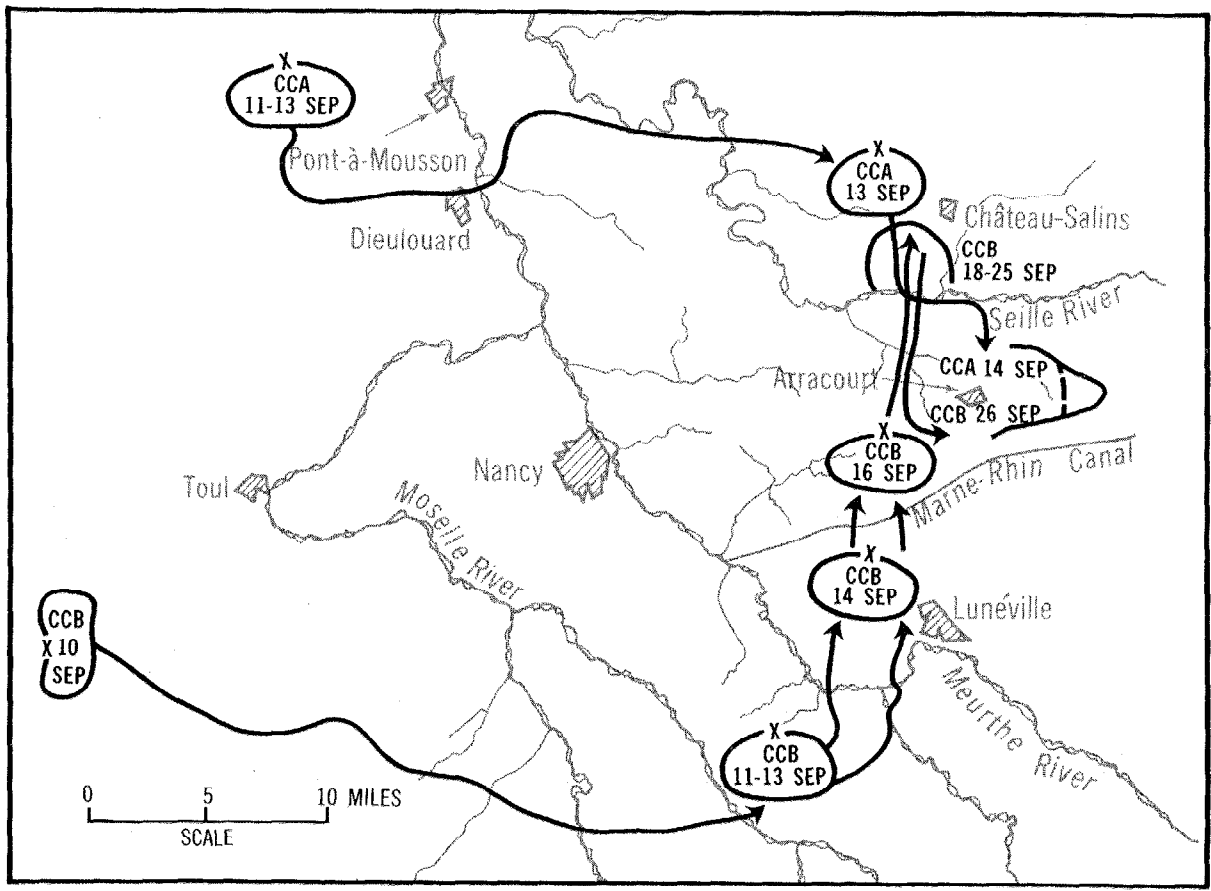 X
CCA
11-13 SEP
Pont-à-Mousson
Dieulouard
X
CCA
13 SEP
Château-Salins
CCB
18-25 SEP
Seille River
CCA 14 SEP
Arracourt
CCB 26 SEP
X
CCB
16 SEP
Nancy
Toul
Marne-Rhin Canal
Moselle River
X
CCB
14 SEP
Lunéville
CCB
X 10
SEP
Meurthe River
X
CCB
11-13 SEP
0 5 10 MILES
SCALE